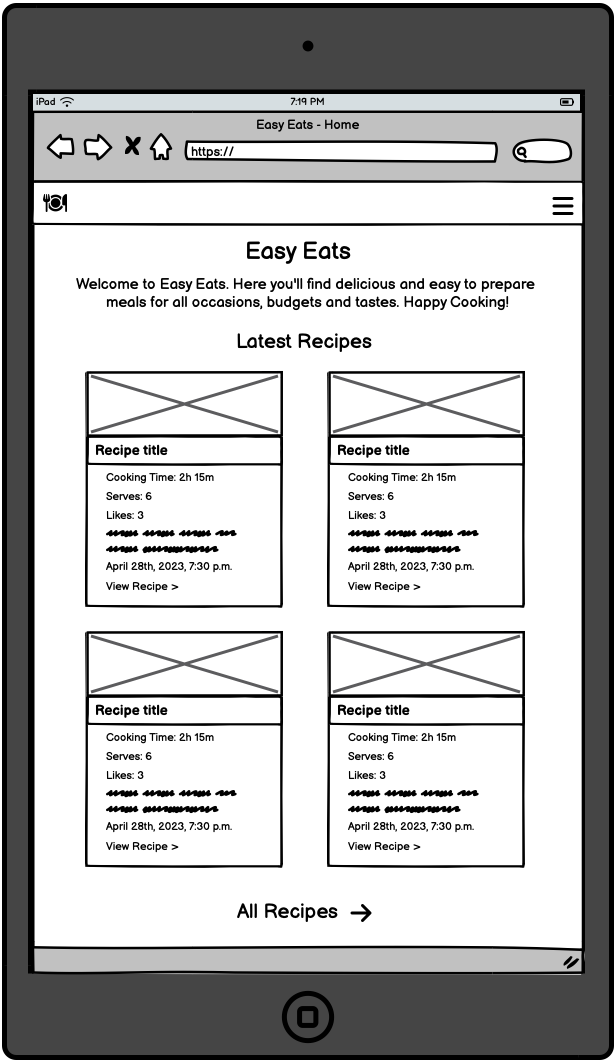 iPad
7:19 PM
Easy Eats - Home
https://
Easy Eats
Welcome to Easy Eats. Here you'll find delicious and easy to prepare
meals for all occasions, budgets and tastes. Happy Cooking!
Latest Recipes
Recipe title
Cooking Time: 2h 15m
Serves: 6
Likes: 3
April 28th, 2023, 7:30 p.m.
View Recipe >
Recipe title
Cooking Time: 2h 15m
Serves: 6
Likes: 3
April 28th, 2023, 7:30 p.m.
View Recipe >
Recipe title
Cooking Time: 2h 15m
Serves: 6
Likes: 3
April 28th, 2023, 7:30 p.m.
View Recipe >
Recipe title
Cooking Time: 2h 15m
Serves: 6
Likes: 3
April 28th, 2023, 7:30 p.m.
View Recipe >
All Recipes →